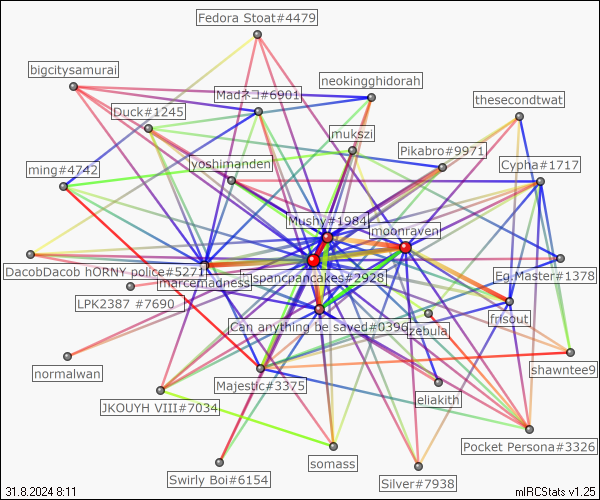 Fedora Stoat#4479
bigcitysamurai
neokingghidorah
Madネコ#6901
thesecondtwat
Duck#1245
mukszi
Pikabro#9971
ming#4742
yoshimanden
Cypha#1717
Mushy#1984
moonraven
DacobDacob hORNY police#5271
marcemadness
spancpancakes#2928
Eg.Master#1378
LPK2387 #7690
Can anything be saved#0396
frisout
zebula
normalwan
Majestic#3375
shawntee9
JKOUYH VIII#7034
eliakith
Pocket Persona#3326
somass
Swirly Boi#6154
Silver#7938
31.8.2024 8:11
mIRCStats v1.25